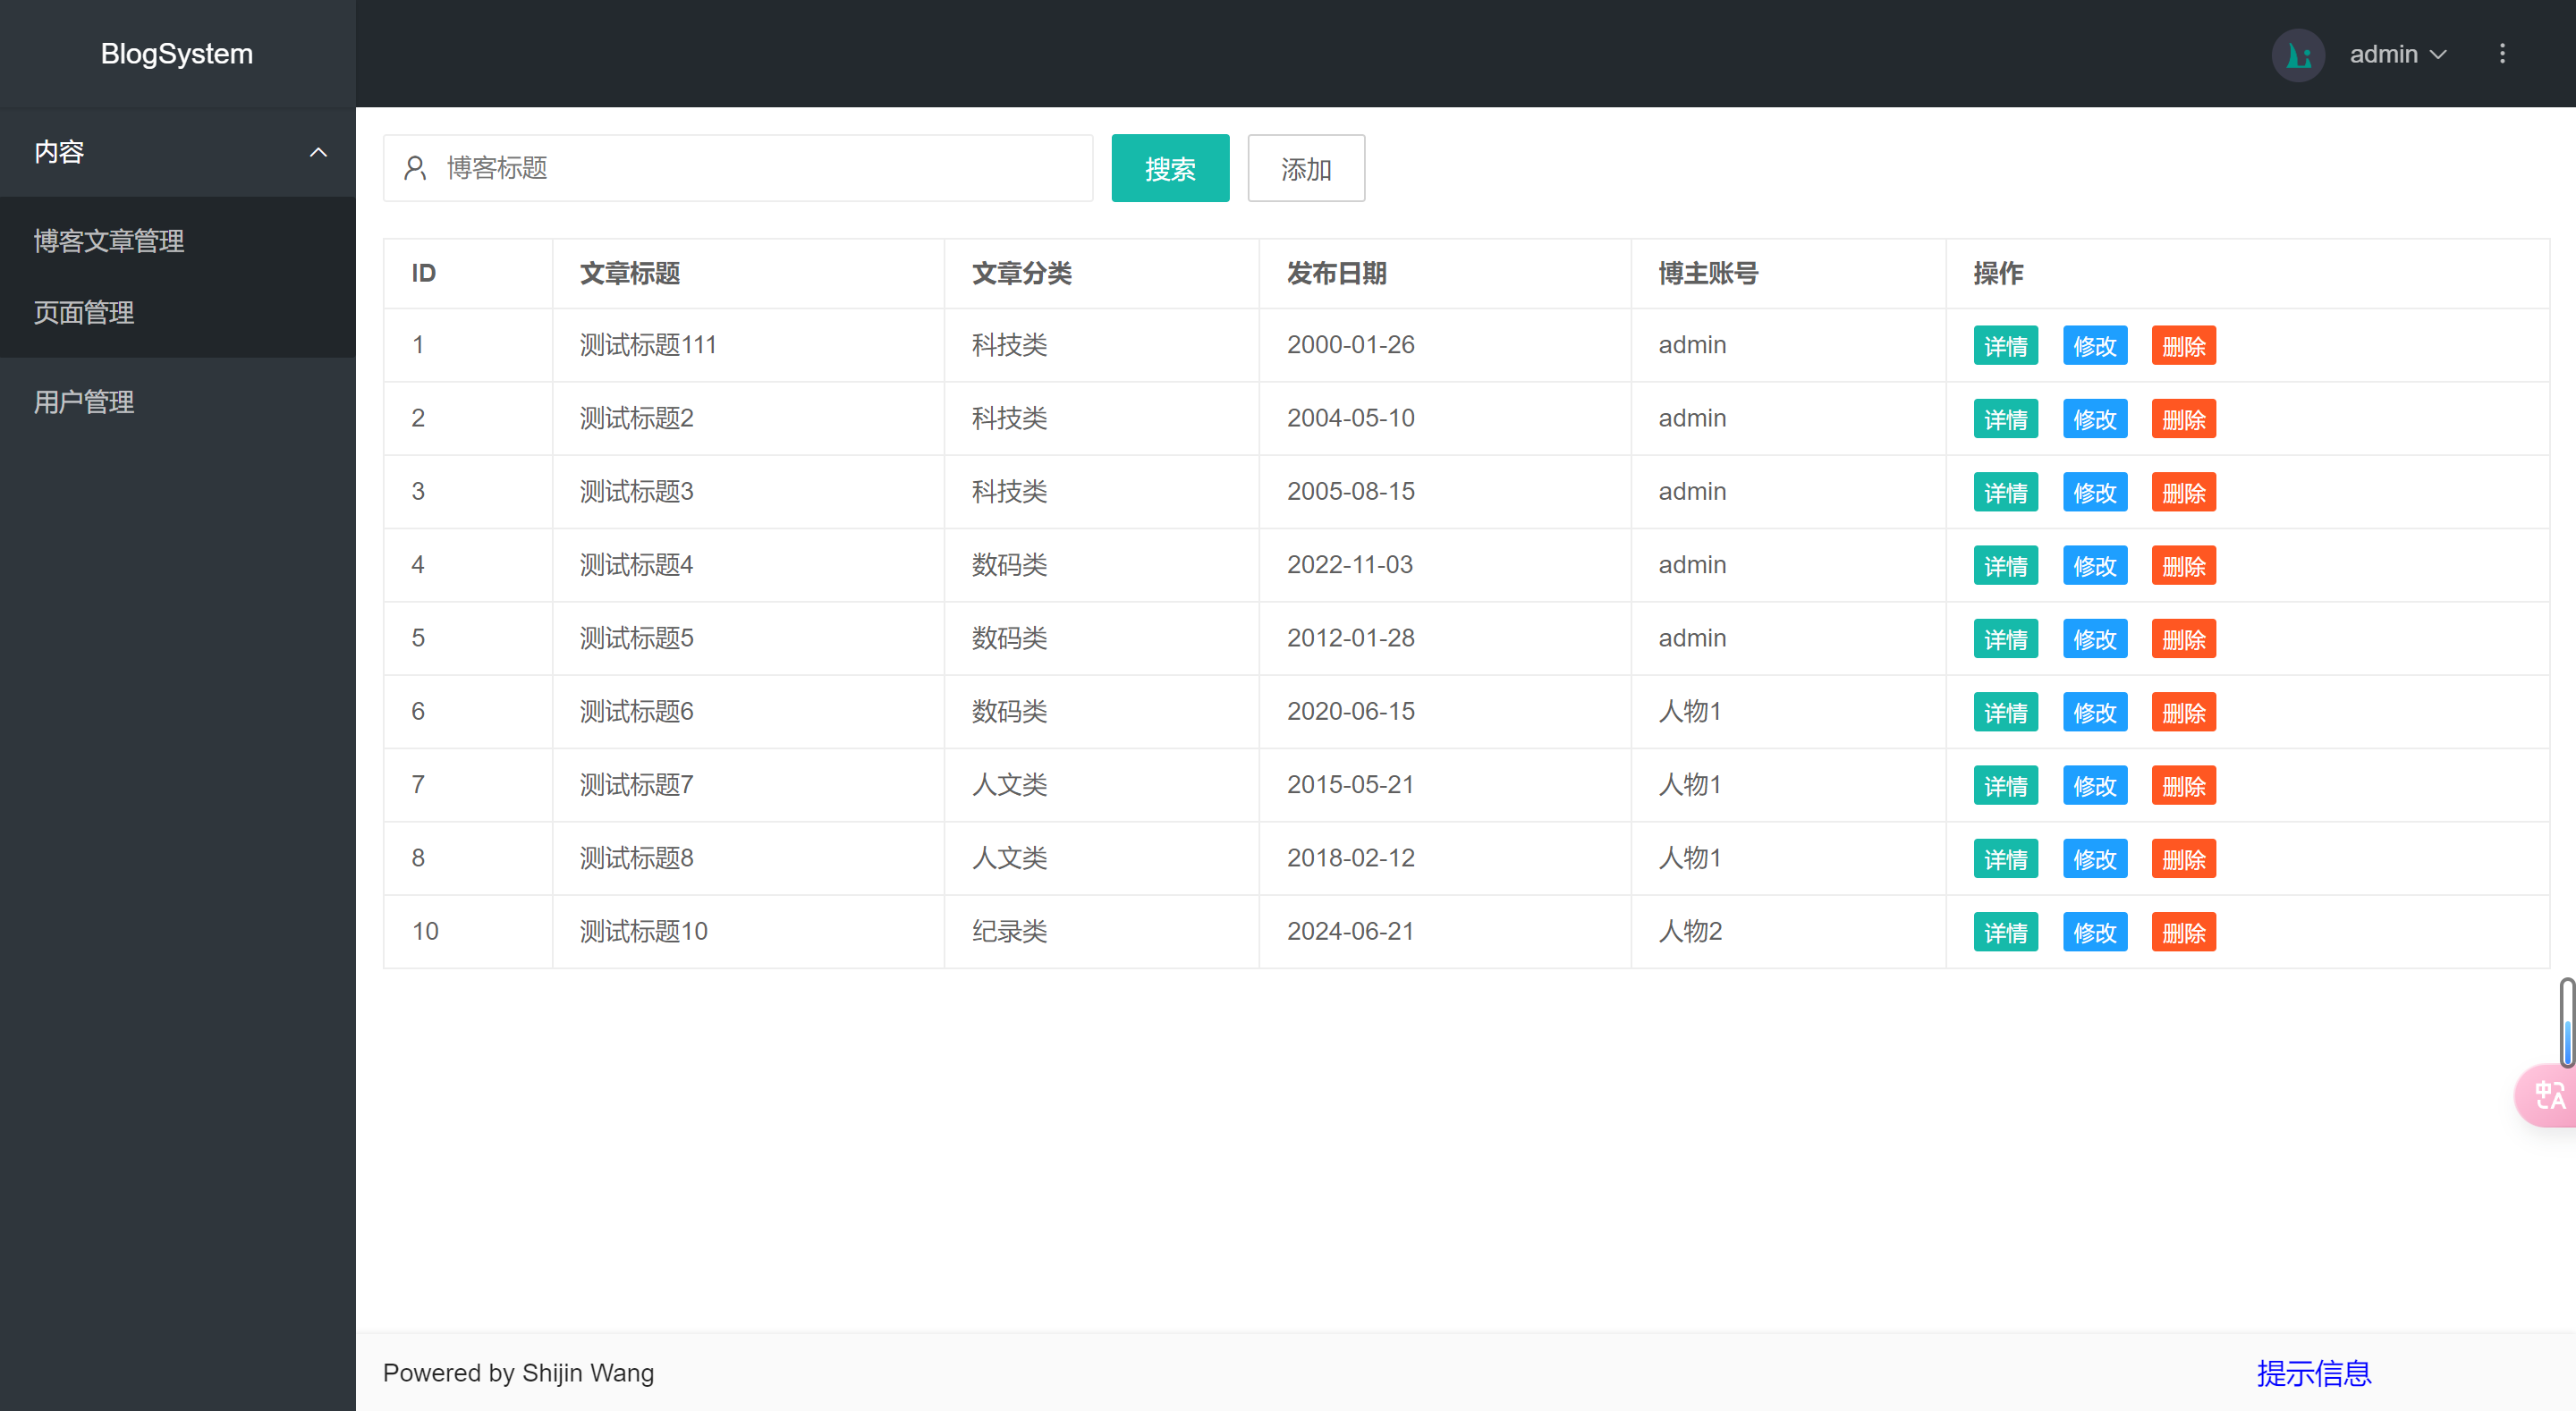 BlogSystem
admin
内容
博客文章管理
页面管理
用户管理
博客标题 搜索 添加
ID 文章标题 文章分类 发布日期 博主账号 操作
1 测试标题111 科技类 2000-01-26 admin 详情 修改 删除
2 测试标题2 科技类 2004-05-10 admin 详情 修改 删除
3 测试标题3 科技类 2005-08-15 admin 详情 修改 删除
4 测试标题4 数码类 2022-11-03 admin 详情 修改 删除
5 测试标题5 数码类 2012-01-28 admin 详情 修改 删除
6 测试标题6 数码类 2020-06-15 人物1 详情 修改 删除
7 测试标题7 人文类 2015-05-21 人物1 详情 修改 删除
8 测试标题8 人文类 2018-02-12 人物1 详情 修改 删除
10 测试标题10 纪录类 2024-06-21 人物2 详情 修改 删除
中A
Powered by Shijin Wang
提示信息